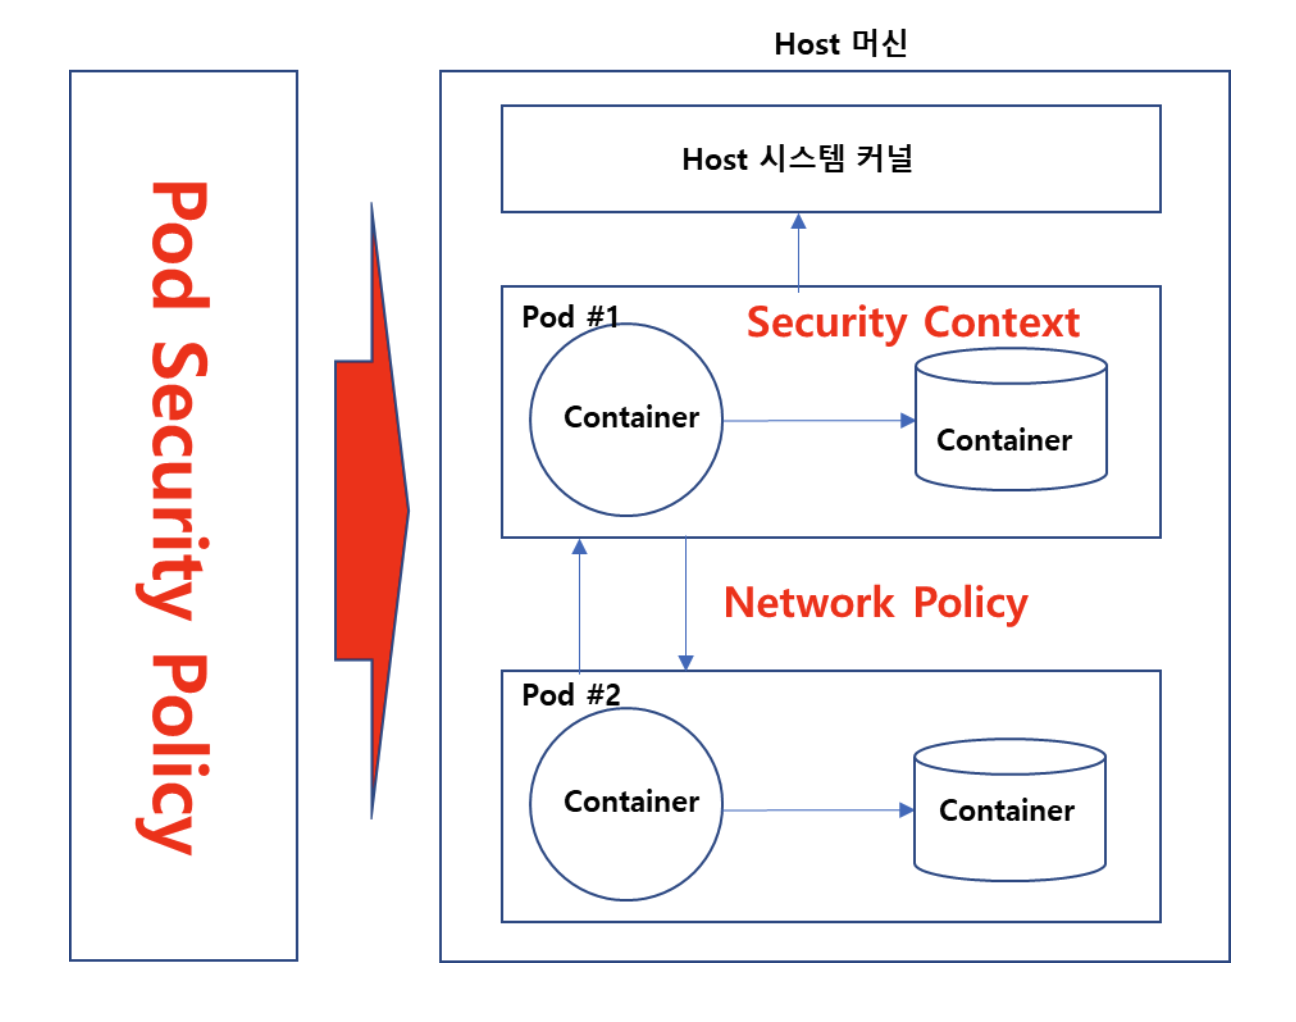 Host 머신
Pod Security Policy
Host 시스템 커널
Pod #1
Security Context
Container
Container
Network Policy
Pod #2
Container
Container